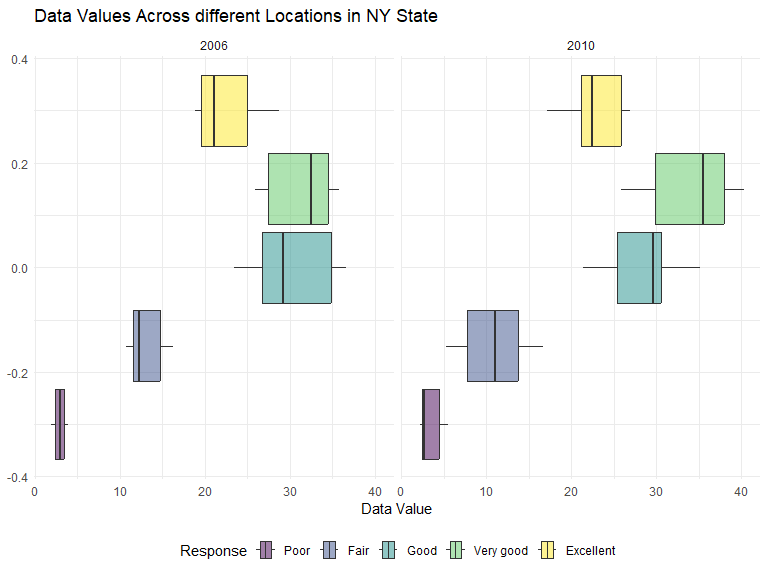 Data Values Across different Locations in NY State
2006 2010
0.4
0.2
0.0
-0.2
-0.4
0 10 20 30 40 0 10 20 30 40
Data Value
Response Poor Fair Good Very good Excellent